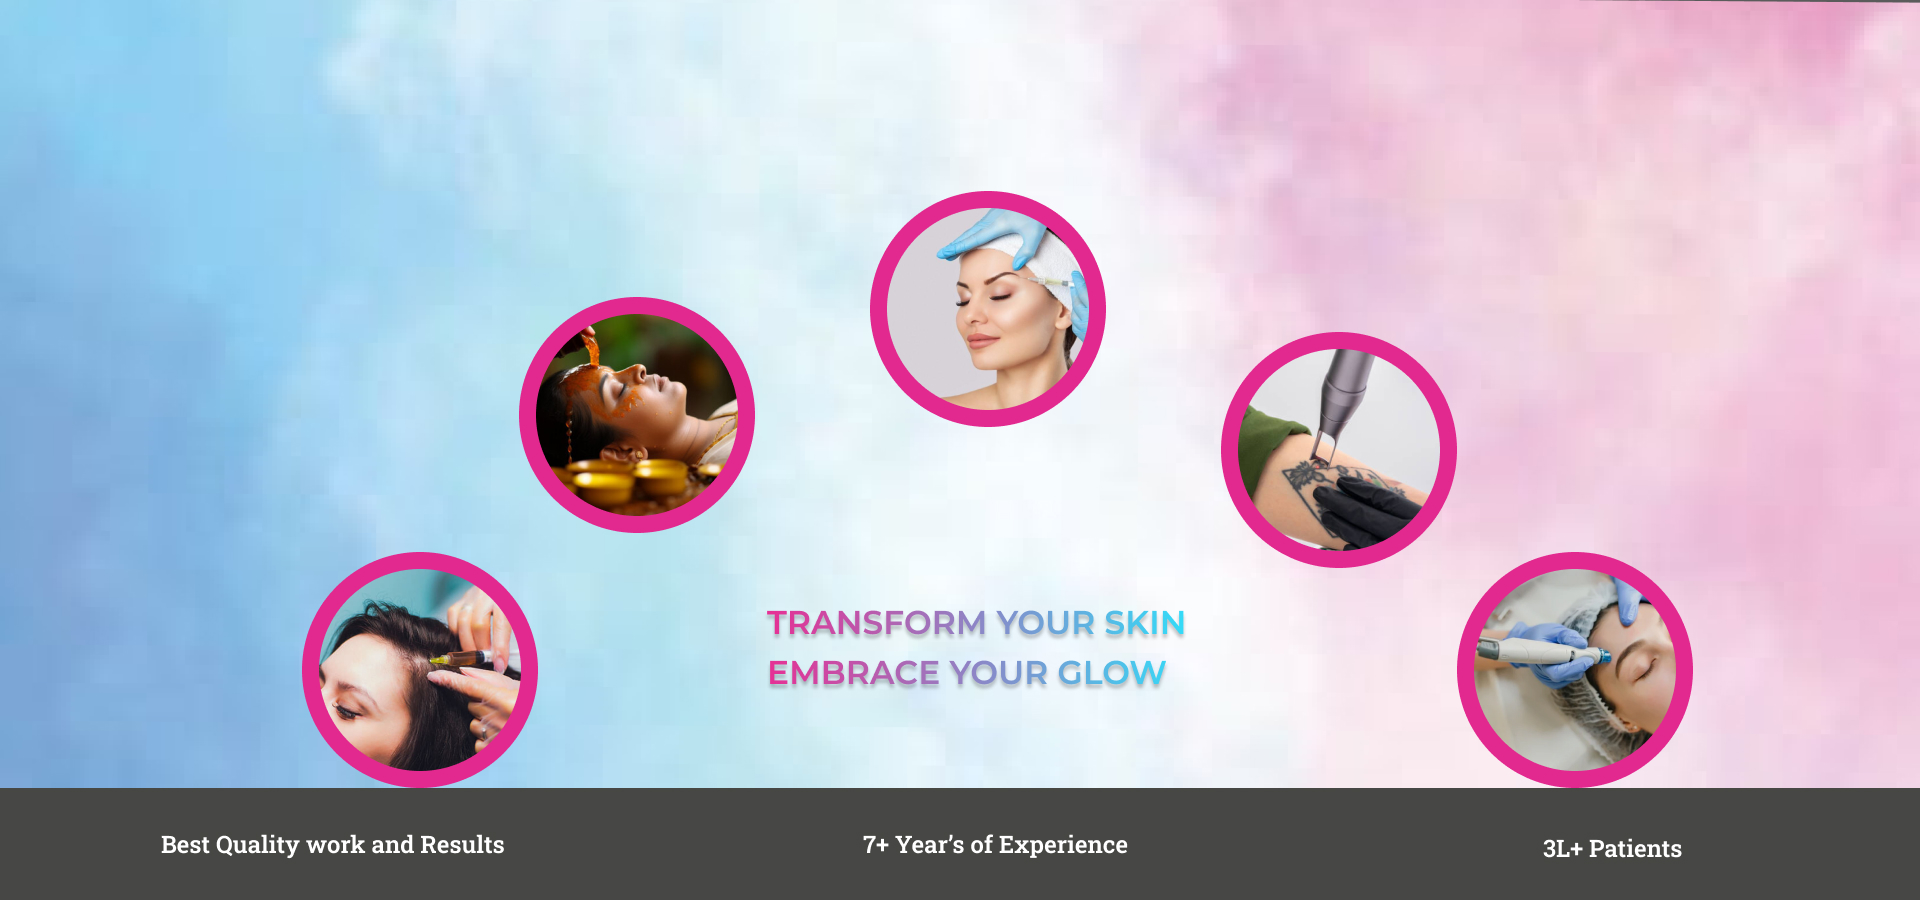 TRANSFORM YOUR SKIN
EMBRACE YOUR GLOW
Best Quality work and Results
7+ Year’s of Experience
3L+ Patients